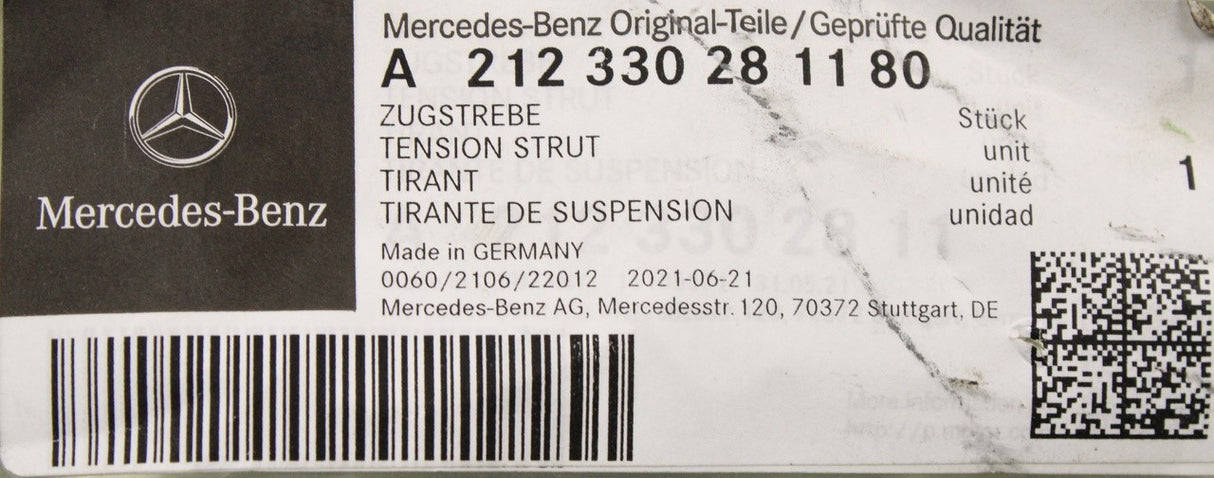 Mercedes-Benz Original-Teile/Geprüfte Qualität
A 212 330 28 11 80
ZUGSTREBE Stück
TENSION STRUT unit
TIRANT unité 1
TIRANTE DE SUSPENSION unidad
Mercedes-Benz
Made in GERMANY
0060/2106/22012 2021-06-21
Mercedes-Benz AG, Mercedesstr. 120, 70372 Stuttgart, DE